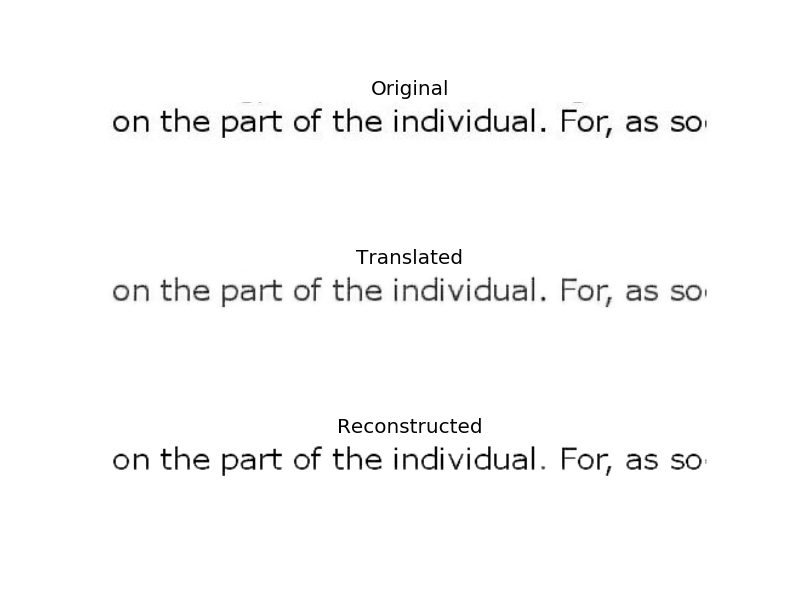 Original
on the part of the individual. For, as so
Translated
on the part of the individual. For, as so
Reconstructed
on the part of the individual. For, as so